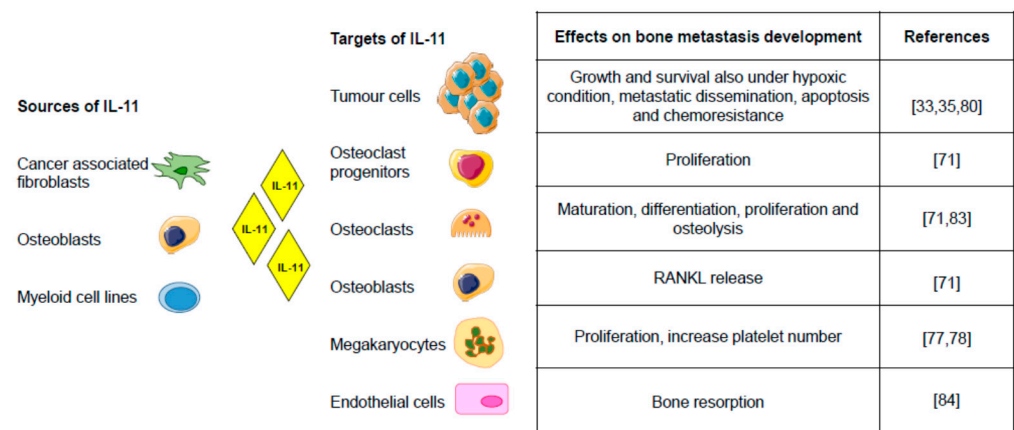 Sources of IL-11
Cancer associated
fibroblasts
Osteoblasts
Myeloid cell lines
IL-11
IL-11
IL-11
Targets of IL-11
Effects on bone metastasis development
References
Tumour cells
Growth and survival also under hypoxic
condition, metastatic dissemination, apoptosis
and chemoresistance
[33,35,80]
Osteoclast
progenitors
Proliferation
[71]
Osteoclasts
Maturation, differentiation, proliferation and
osteolysis
[71,83]
Osteoblasts
RANKL release
[71]
Megakaryocytes
Proliferation, increase platelet number
[77,78]
Endothelial cells
Bone resorption
[84]